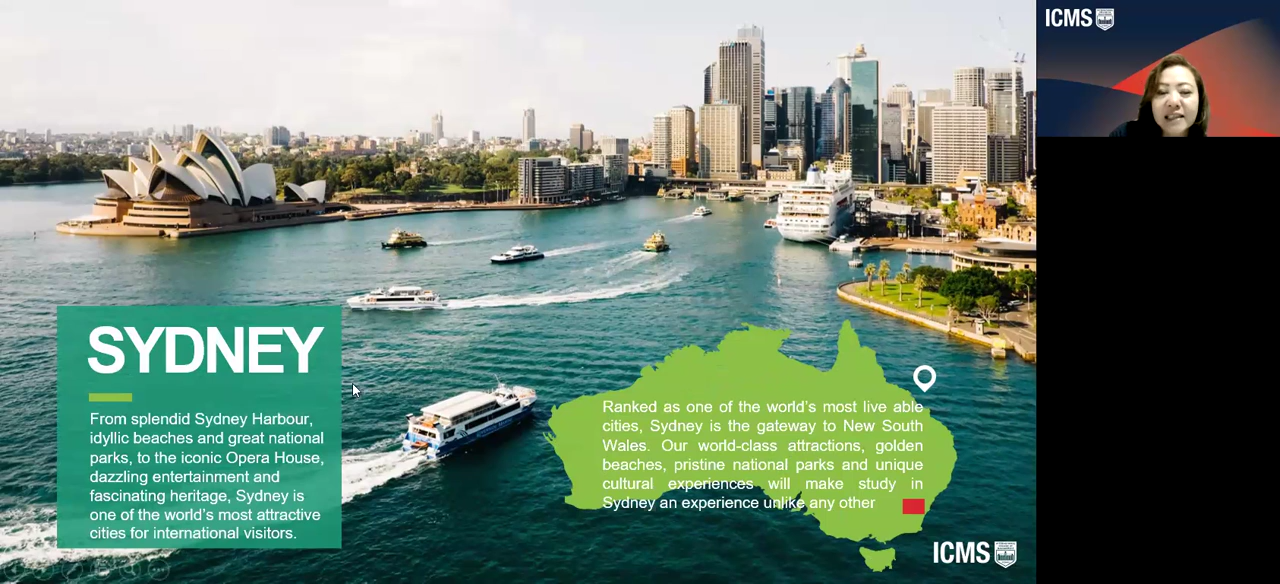 ICMS
SYDNEY
From splendid Sydney Harbour,
idyllic beaches and great national
parks, to the iconic Opera House,
dazzling entertainment and
fascinating heritage, Sydney is
one of the world's most attractive
cities for international visitors.
Ranked as one of the world's most live able
cities, Sydney is the gateway to New South
Wales. Our world-class attractions, golden
beaches, pristine national parks and unique
cultural experiences will make study in
Sydney an experience unlike any other
ICMS